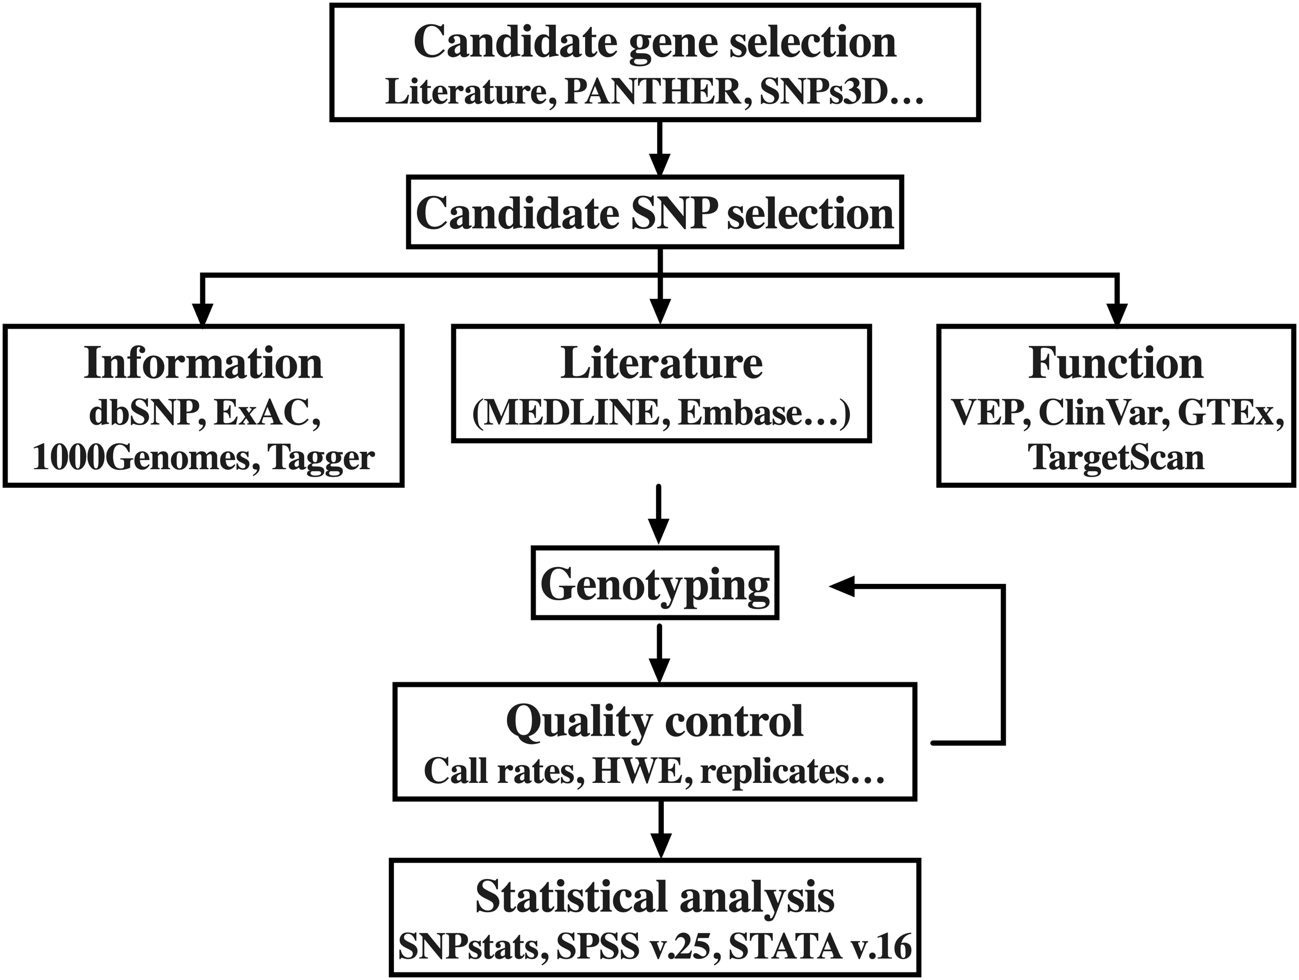 Candidate gene selection
Literature, PANTHER, SNPs3D…
Candidate SNP selection
Information
dbSNP, ExAC,
1000Genomes, Tagger
Literature
(MEDLINE, Embase…)
Function
VEP, ClinVar, GTEx,
TargetScan
Genotyping
Quality control
Call rates, HWE, replicates…
Statistical analysis
SNPstats, SPSS v.25, STATA v.16